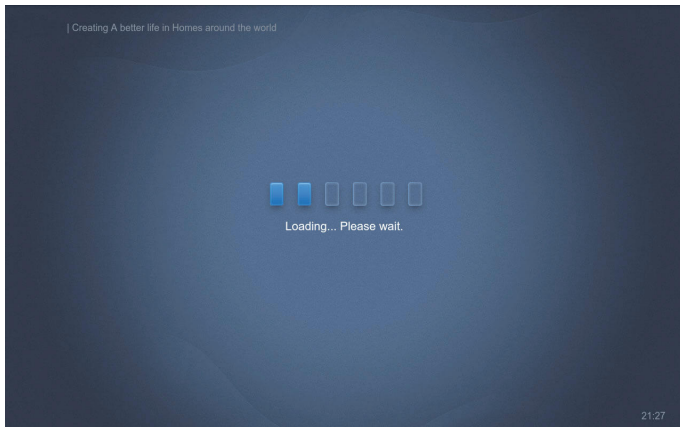 | Creating A better life in Homes around the world
Loading... Please wait.
21:27